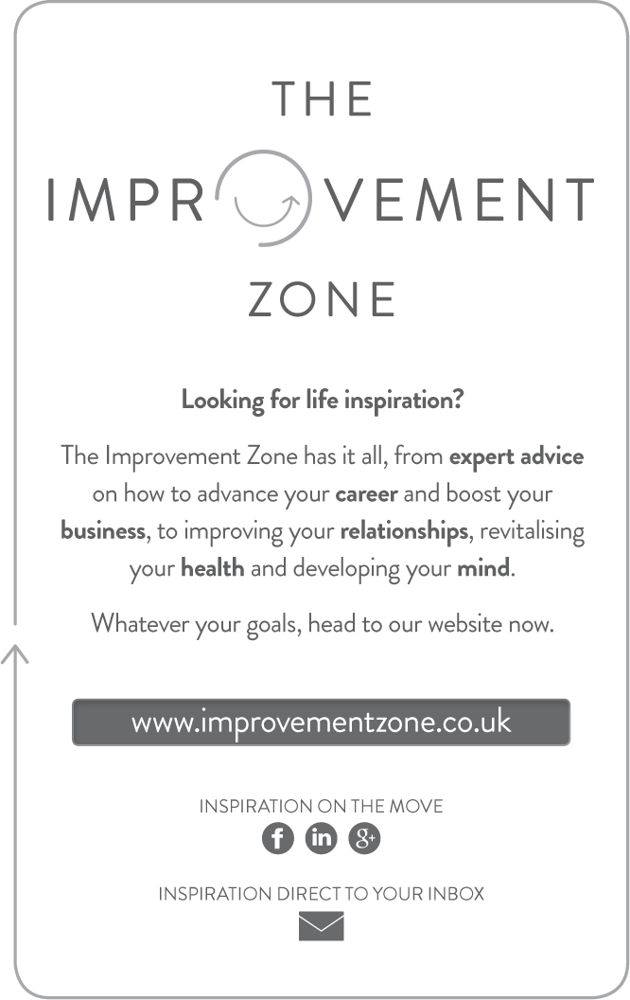 THE
IMPROVEMENT
ZONE
Looking for life inspiration?
The Improvement Zone has it all, from expert advice
on how to advance your career and boost your
business, to improving your relationships, revitalising
your health and developing your mind.
Whatever your goals, head to our website now.
www.improvementzone.co.uk
INSPIRATION ON THE MOVE
f in g+
INSPIRATION DIRECT TO YOUR INBOX